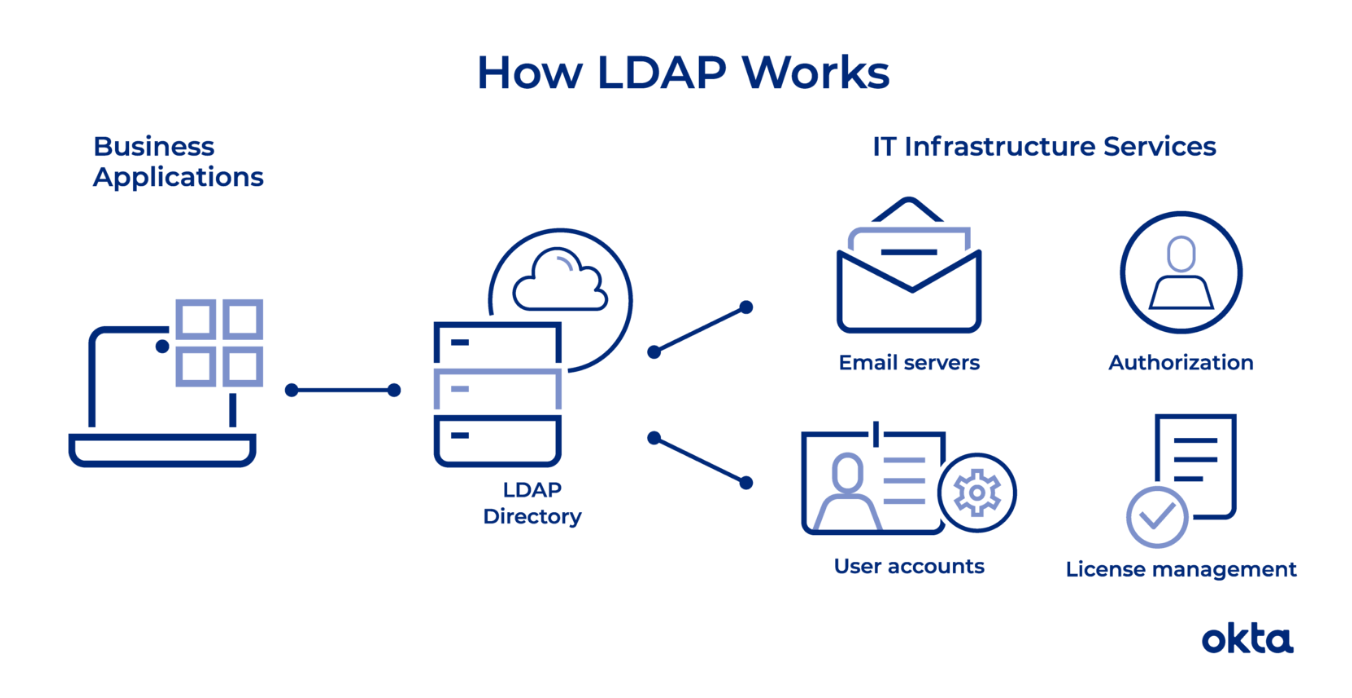 How LDAP Works
Business
Applications
IT Infrastructure Services
LDAP
Directory
Email servers
Authorization
User accounts
License management
okta